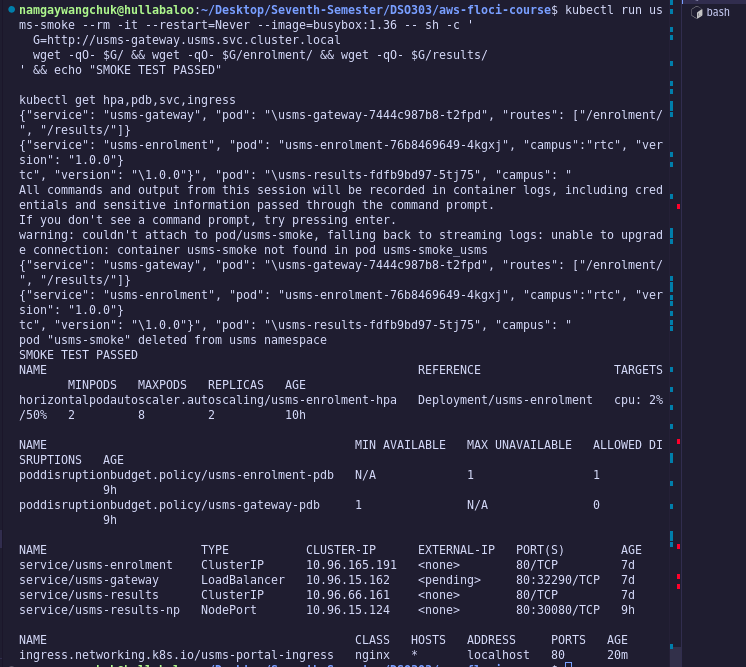 namgaywangchuk@hullabaloo:~/Desktop/Seventh-Semester/DSO303/aws-floci-course$ kubectl run us
ms-smoke --rm -it --restart=Never --image=busybox:1.36 -- sh -c '
  G=http://usms-gateway.usms.svc.cluster.local
  wget -qO- $G/ && wget -qO- $G/enrolment/ && wget -qO- $G/results/
' && echo "SMOKE TEST PASSED"

kubectl get hpa,pdb,svc,ingress
{"service": "usms-gateway", "pod": "\usms-gateway-7444c987b8-t2fpd", "routes": ["/enrolment/
", "/results/"]}
{"service": "usms-enrolment", "pod": "usms-enrolment-76b8469649-4kgxj", "campus":"rtc", "ver
sion": "1.0.0"}
tc", "version": "\1.0.0"}", "pod": "\usms-results-fdfb9bd97-5tj75", "campus": "
All commands and output from this session will be recorded in container logs, including cred
entials and sensitive information passed through the command prompt.
If you don't see a command prompt, try pressing enter.
warning: couldn't attach to pod/usms-smoke, falling back to streaming logs: unable to upgrad
e connection: container usms-smoke not found in pod usms-smoke_usms
{"service": "usms-gateway", "pod": "\usms-gateway-7444c987b8-t2fpd", "routes": ["/enrolment/
", "/results/"]}
{"service": "usms-enrolment", "pod": "usms-enrolment-76b8469649-4kgxj", "campus":"rtc", "ver
sion": "1.0.0"}
tc", "version": "\1.0.0"}", "pod": "\usms-results-fdfb9bd97-5tj75", "campus": "
pod "usms-smoke" deleted from usms namespace
SMOKE TEST PASSED
NAME                                                     REFERENCE                   TARGETS
       MINPODS   MAXPODS   REPLICAS   AGE
horizontalpodautoscaler.autoscaling/usms-enrolment-hpa   Deployment/usms-enrolment   cpu: 2%
/50%   2         8         2          10h

NAME                                            MIN AVAILABLE   MAX UNAVAILABLE   ALLOWED DI
SRUPTIONS   AGE
poddisruptionbudget.policy/usms-enrolment-pdb   N/A             1                 1
            9h
poddisruptionbudget.policy/usms-gateway-pdb     1               N/A               0
            9h

NAME                      TYPE           CLUSTER-IP      EXTERNAL-IP   PORT(S)        AGE
service/usms-enrolment    ClusterIP      10.96.165.191   <none>        80/TCP         7d
service/usms-gateway      LoadBalancer   10.96.15.162    <pending>     80:32290/TCP   7d
service/usms-results      ClusterIP      10.96.66.161    <none>        80/TCP         7d
service/usms-results-np   NodePort       10.96.15.124    <none>        80:30080/TCP   9h

NAME                                            CLASS   HOSTS   ADDRESS     PORTS   AGE
ingress.networking.k8s.io/usms-portal-ingress   nginx   *       localhost   80      20m
bash